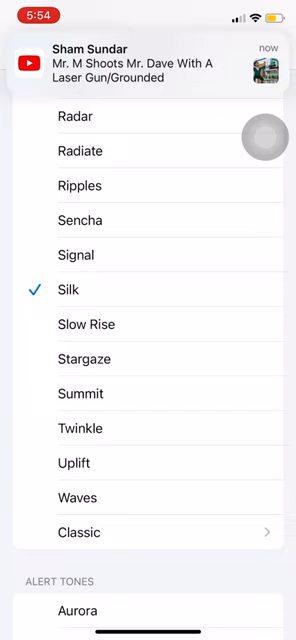 5:54
Sham Sundar
now
Mr. M Shoots Mr. Dave With A
Laser Gun/Grounded
Radar
Radiate
Ripples
Sencha
Signal
Silk
Slow Rise
Stargaze
Summit
Twinkle
Uplift
Waves
Classic
ALERT TONES
Aurora